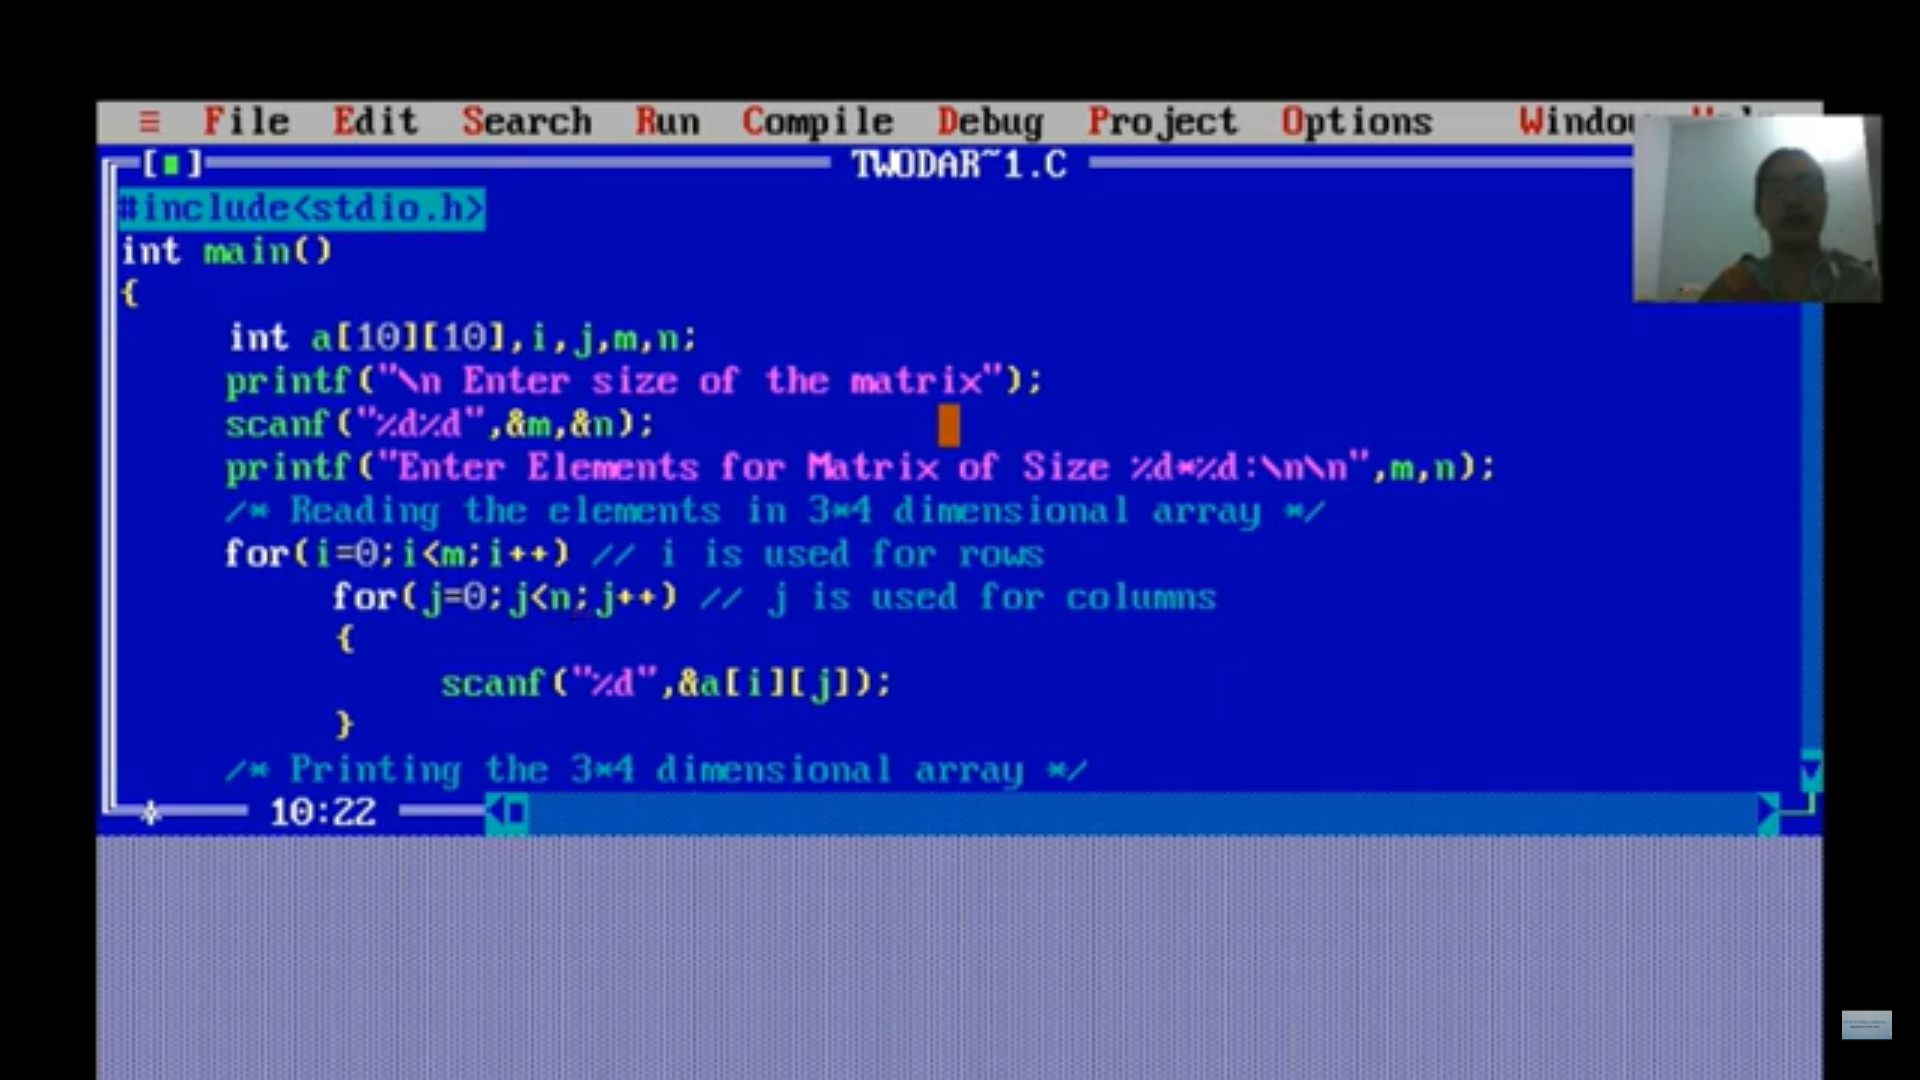 ≡ File Edit Search Run Compile Debug Project Options Window
[■] TWODAR~1.C
#include<stdio.h>
int main()
{
int a[10][10],i,j,m,n;
printf("\n Enter size of the matrix");
scanf("%d%d",&m,&n);
printf("Enter Elements for Matrix of Size %d*%d:\n\n",m,n);
/* Reading the elements in 3*4 dimensional array */
for(i=0;i<m;i++) // i is used for rows
for(j=0;j<n;j++) // j is used for columns
{
scanf("%d",&a[i][j]);
}
/* Printing the 3*4 dimensional array */
10:22